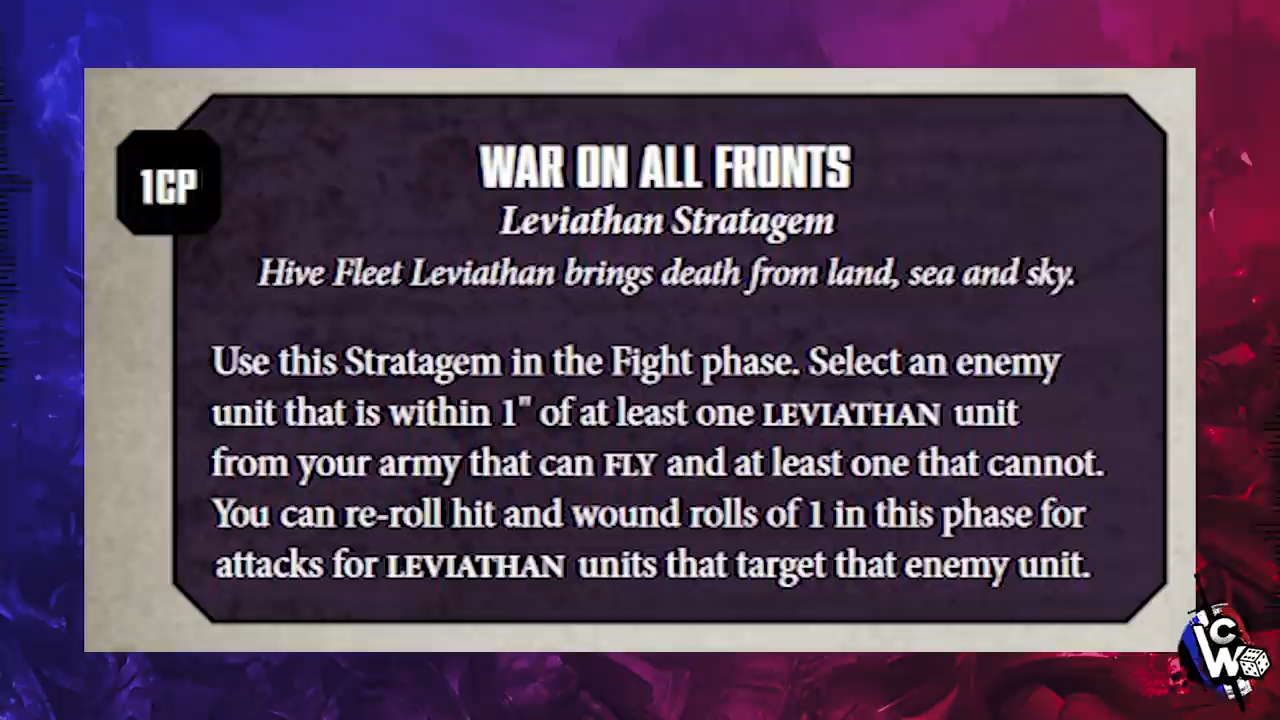 1CP
WAR ON ALL FRONTS
Leviathan Stratagem
Hive Fleet Leviathan brings death from land, sea and sky.
Use this Stratagem in the Fight phase. Select an enemy
unit that is within 1" of at least one LEVIATHAN unit
from your army that can FLY and at least one that cannot.
You can re-roll hit and wound rolls of 1 in this phase for
attacks for LEVIATHAN units that target that enemy unit.
CW